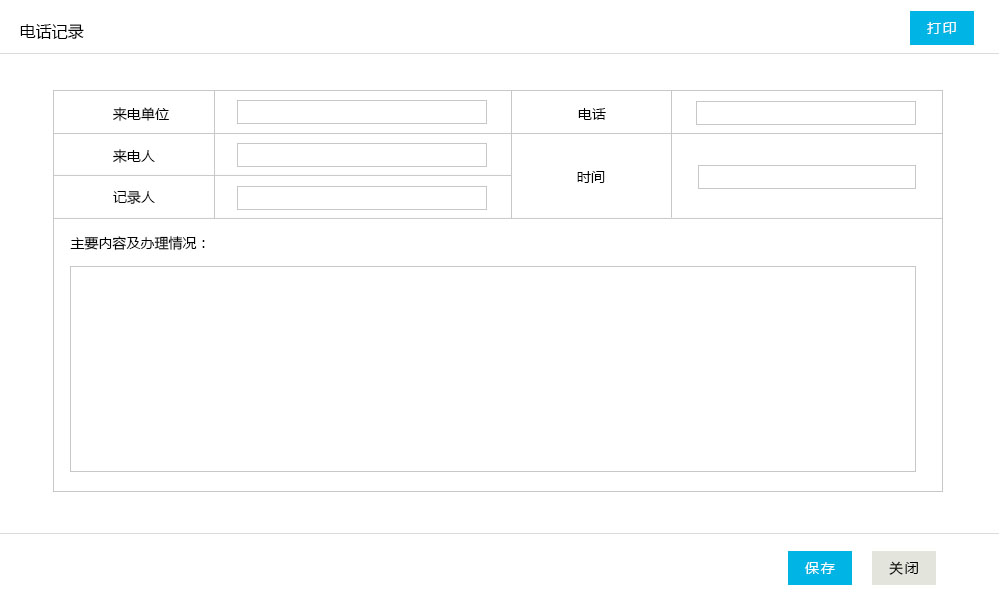 电话记录
打印
来电单位
电话
来电人
时间
记录人
主要内容及办理情况：
保存
关闭